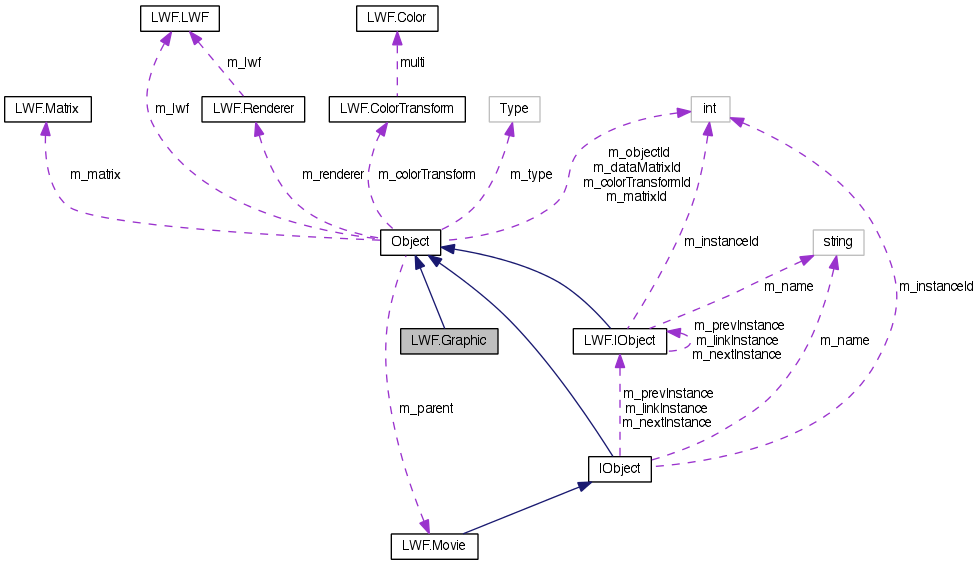 LWF.LWF
LWF.Color
m_lwf
multi
LWF.Matrix
m_lwf
LWF.Renderer
LWF.ColorTransform
Type
int
m_matrix
m_renderer
m_colorTransform
m_type
m_objectId
m_dataMatrixId
m_colorTransformId
m_matrixId
Object
m_instanceId
string
m_name
m_instanceId
LWF.Graphic
LWF.IObject
m_prevInstance
m_linkInstance
m_nextInstance
m_name
m_parent
m_prevInstance
m_linkInstance
m_nextInstance
IObject
LWF.Movie